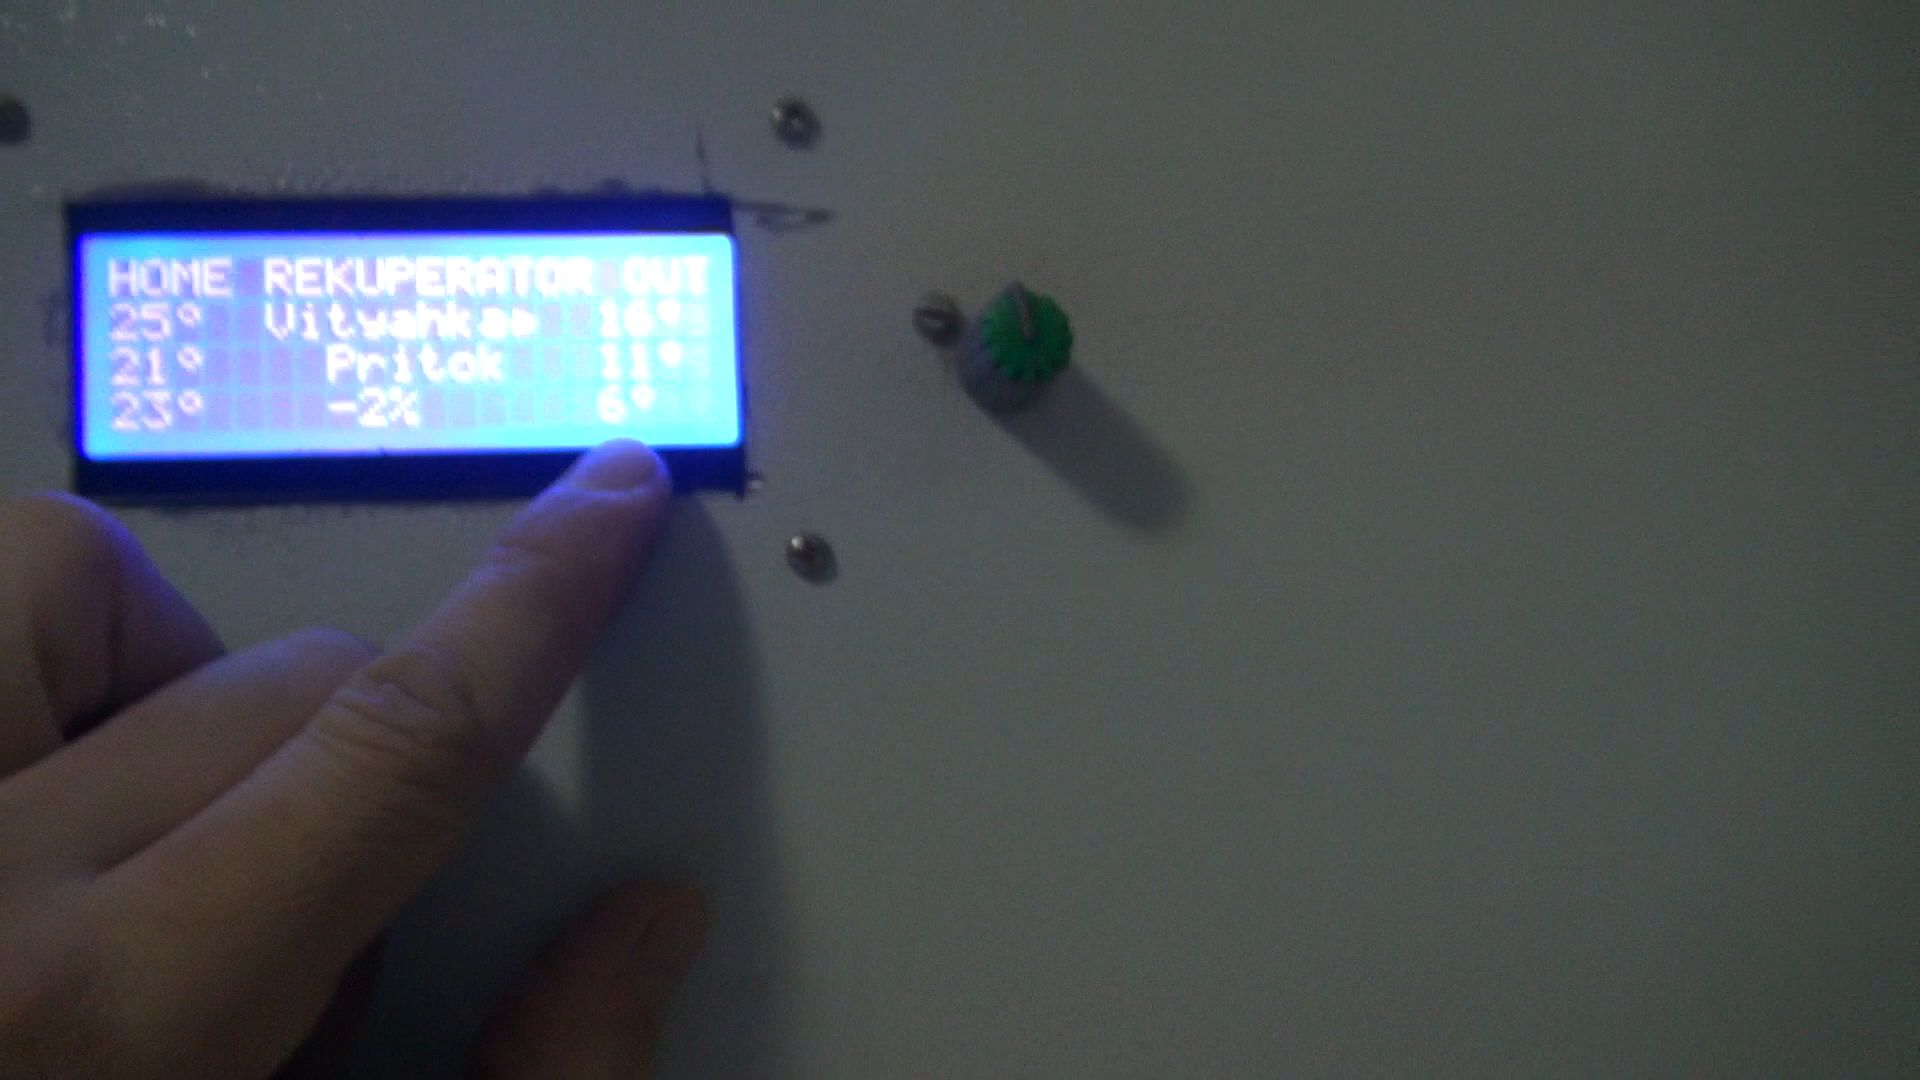 HOME REKUPERATOR OUT
25° Vityahka► 16°
21° Pritok 11°
23° -2% 6°